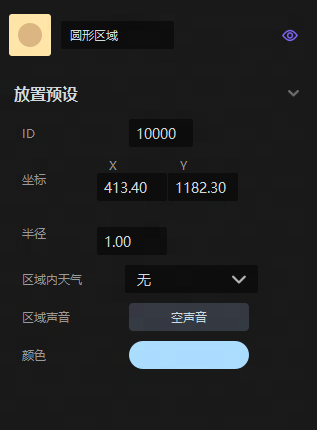 圆形区域
放置预设
ID 10000
X Y
坐标 413.40 1182.30
半径 1.00
区域内天气 无
区域声音 空声音
颜色